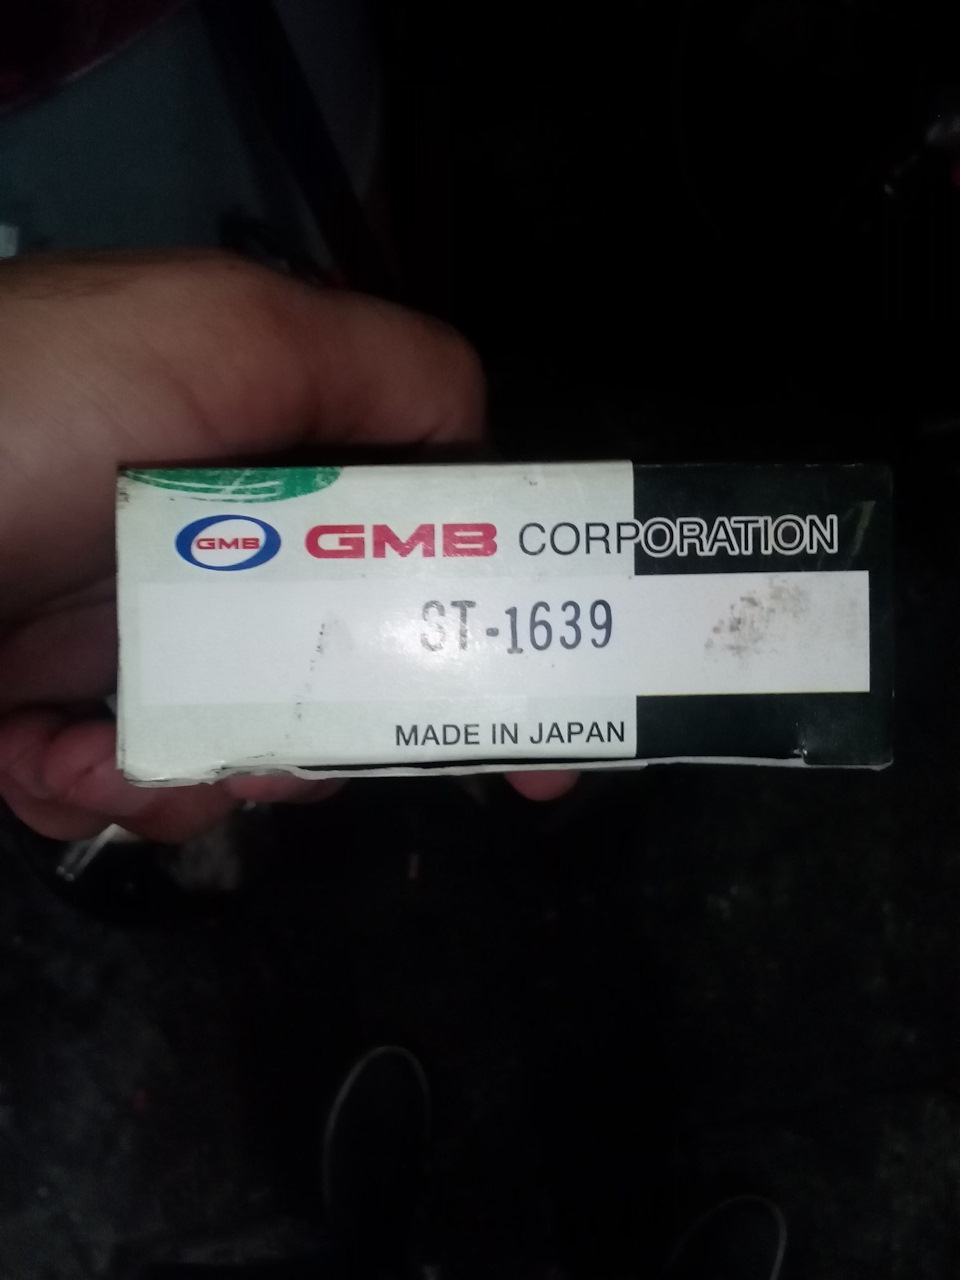 GMB GMB CORPORATION
ST-1639
MADE IN JAPAN